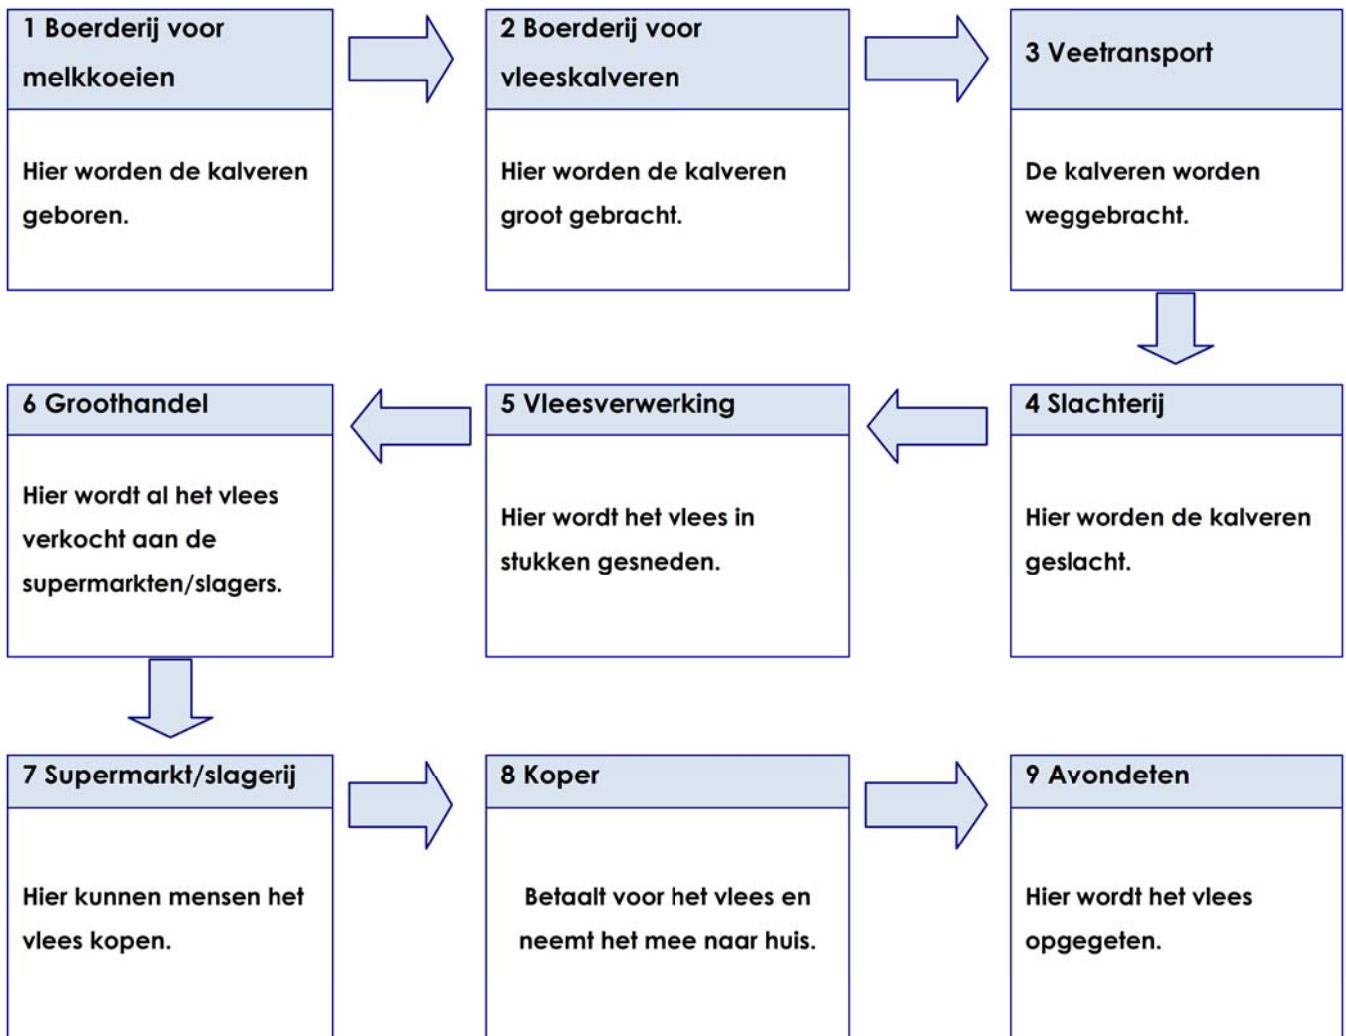 1 Boerderij voor
melkkoeien
Hier worden de kalveren
geboren.
2 Boerderij voor
vleeskalveren
Hier worden de kalveren
groot gebracht.
3 Veetransport
De kalveren worden
weggebracht.
4 Slachterij
Hier worden de kalveren
geslacht.
5 Vleesverwerking
Hier wordt het vlees in
stukken gesneden.
6 Groothandel
Hier wordt al het vlees
verkocht aan de
supermarkten/slagers.
7 Supermarkt/slagerij
Hier kunnen mensen het
vlees kopen.
8 Koper
Betaalt voor het vlees en
neemt het mee naar huis.
9 Avondeten
Hier wordt het vlees
opgegeten.